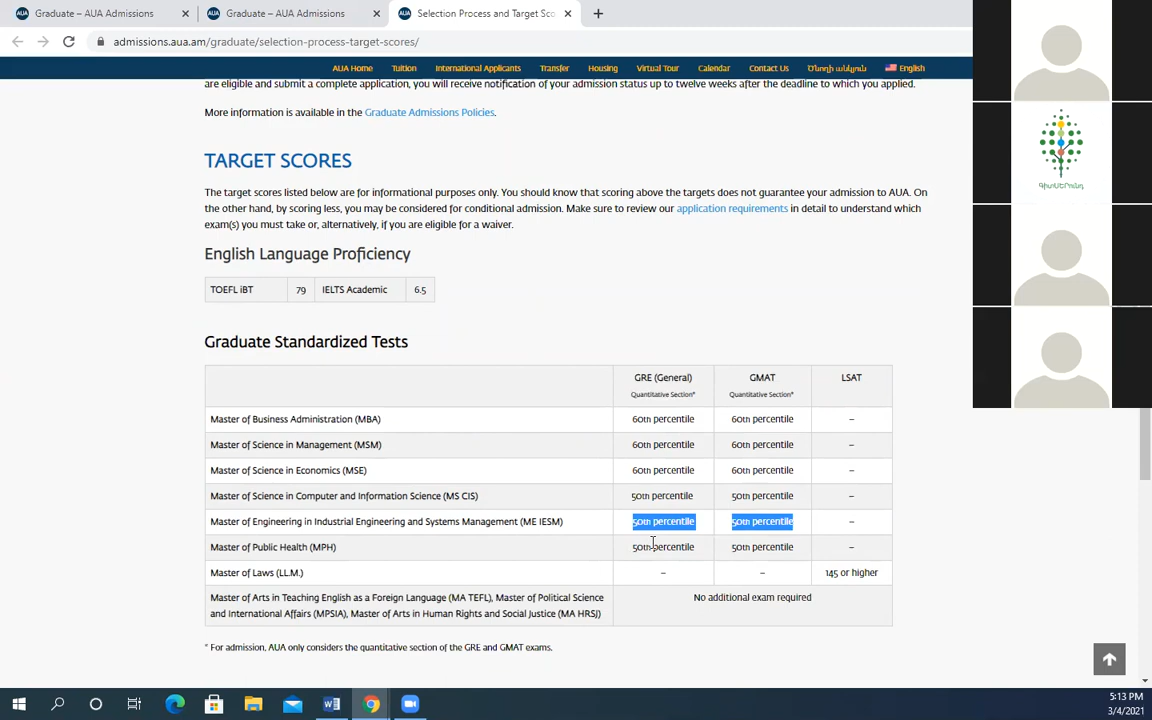 Graduate – AUA Admissions
Graduate – AUA Admissions
Selection Process and Target Sco
admissions.aua.am/graduate/selection-process-target-scores/
AUA Home Tuition International Applicants Transfer Housing Virtual Tour Calendar Contact Us Ծնողի անկյուն English
are eligible and submit a complete application, you will receive notification of your admission status up to twelve weeks after the deadline to which you applied.
More information is available in the Graduate Admissions Policies.
TARGET SCORES
The target scores listed below are for informational purposes only. You should know that scoring above the targets does not guarantee your admission to AUA. On
the other hand, by scoring less, you may be considered for conditional admission. Make sure to review our application requirements in detail to understand which
exam(s) you must take or, alternatively, if you are eligible for a waiver.
English Language Proficiency
TOEFL iBT 79 IELTS Academic 6.5
Graduate Standardized Tests
GRE (General) GMAT LSAT
Quantitative Section* Quantitative Section*
Master of Business Administration (MBA) 60th percentile 60th percentile –
Master of Science in Management (MSM) 60th percentile 60th percentile –
Master of Science in Economics (MSE) 60th percentile 60th percentile –
Master of Science in Computer and Information Science (MS CIS) 50th percentile 50th percentile –
Master of Engineering in Industrial Engineering and Systems Management (ME IESM) 50th percentile 50th percentile –
Master of Public Health (MPH) 50th percentile 50th percentile –
Master of Laws (LL.M.) – – 145 or higher
Master of Arts in Teaching English as a Foreign Language (MA TEFL), Master of Political Science
and International Affairs (MPSIA), Master of Arts in Human Rights and Social Justice (MA HRSJ)
No additional exam required
* For admission, AUA only considers the quantitative section of the GRE and GMAT exams.
ԳիտՍԵՐունդ
5:13 PM
3/4/2021